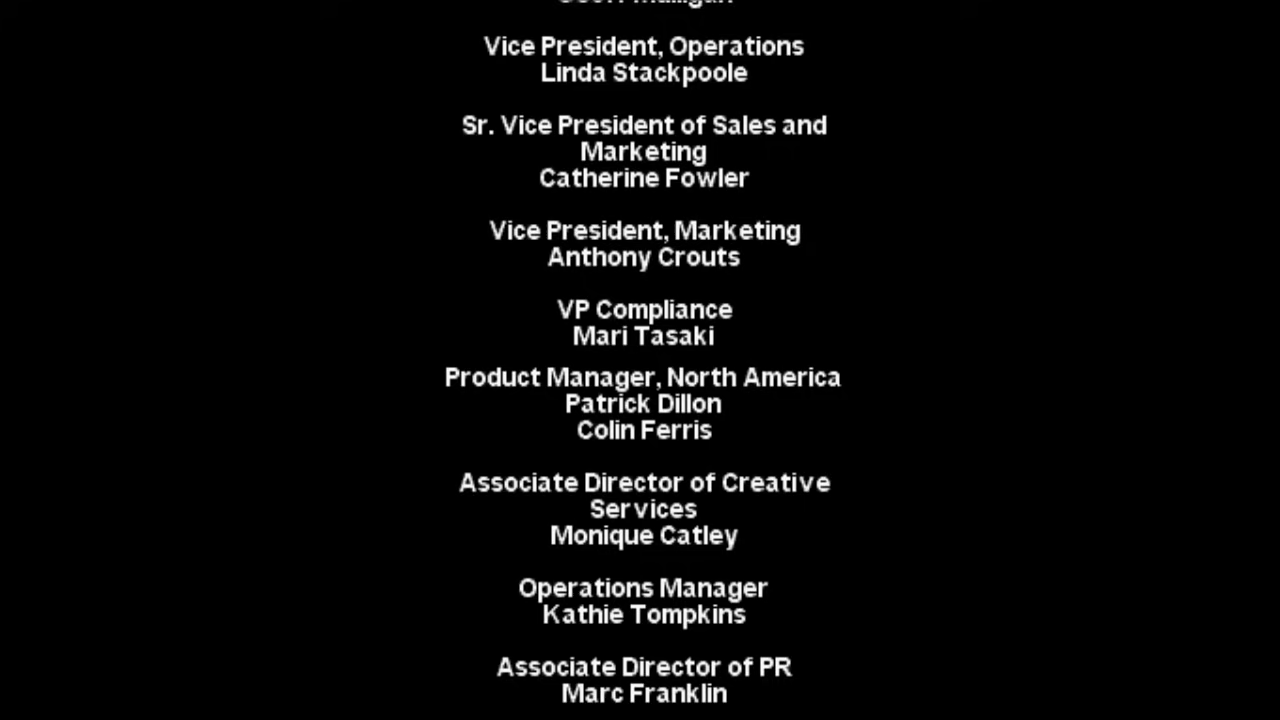 Vice President, Operations
Linda Stackpoole
Sr. Vice President of Sales and
Marketing
Catherine Fowler
Vice President, Marketing
Anthony Crouts
VP Compliance
Mari Tasaki
Product Manager, North America
Patrick Dillon
Colin Ferris
Associate Director of Creative
Services
Monique Catley
Operations Manager
Kathie Tompkins
Associate Director of PR
Marc Franklin